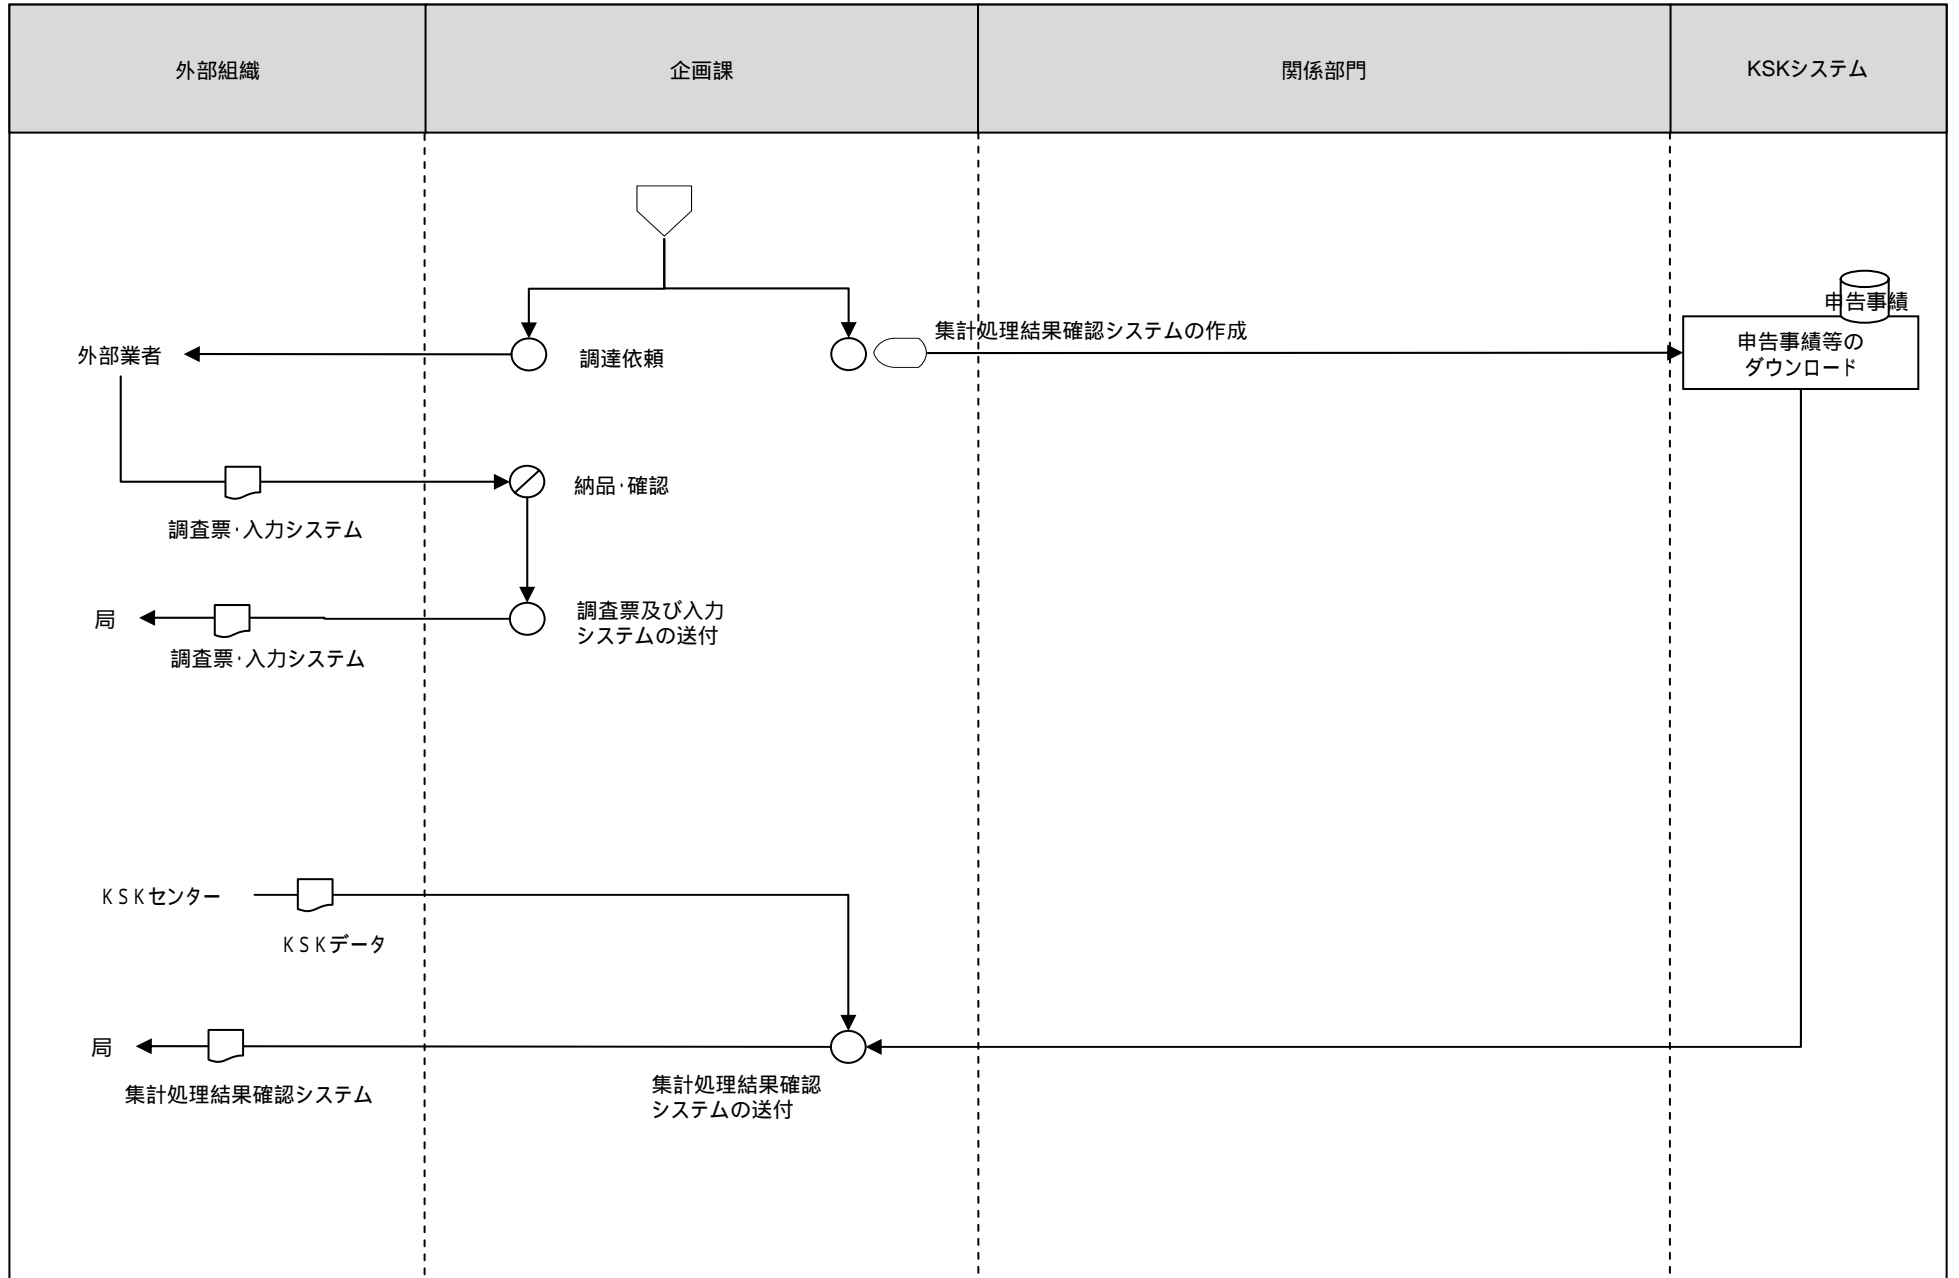 外部組織
企画課
関係部門
KSKシステム
申告事績
集計処理結果確認システムの作成
外部業者
調達依頼
申告事績等の
ダウンロード
納品・確認
調査票・入力システム
局
調査票及び入力
システムの送付
調査票・入力システム
KSKセンター
KSKデータ
局
集計処理結果確認
システムの送付
集計処理結果確認システム